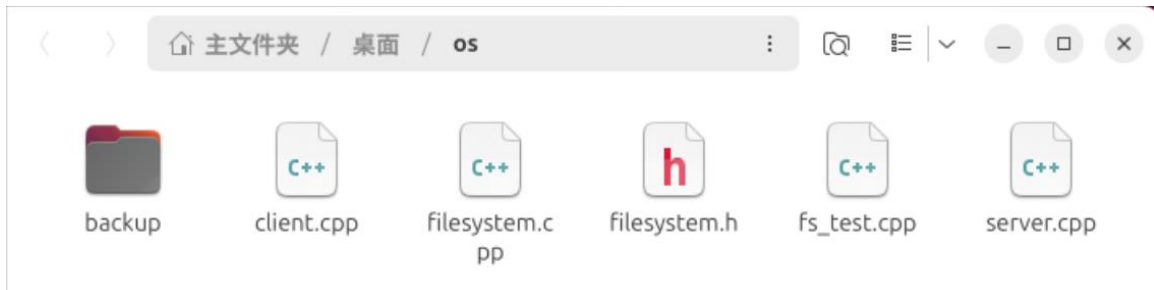 主文件夹 / 桌面 / os
C++ C++ h C++ C++
backup client.cpp filesystem.c filesystem.h fs_test.cpp server.cpp
pp